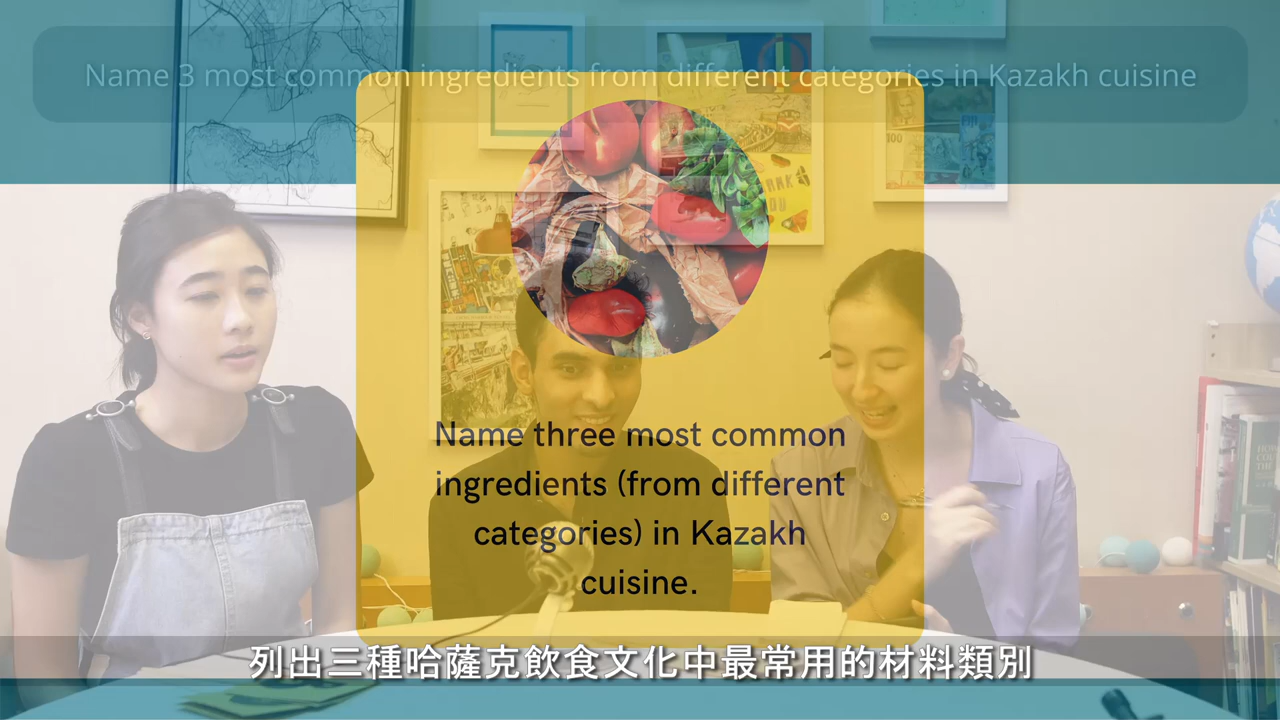 Name 3 most common ingredients from different categories in Kazakh cuisine
100
Name three most common
ingredients (from different
categories) in Kazakh
cuisine.
列出三種哈薩克飲食文化中最常用的材料類別